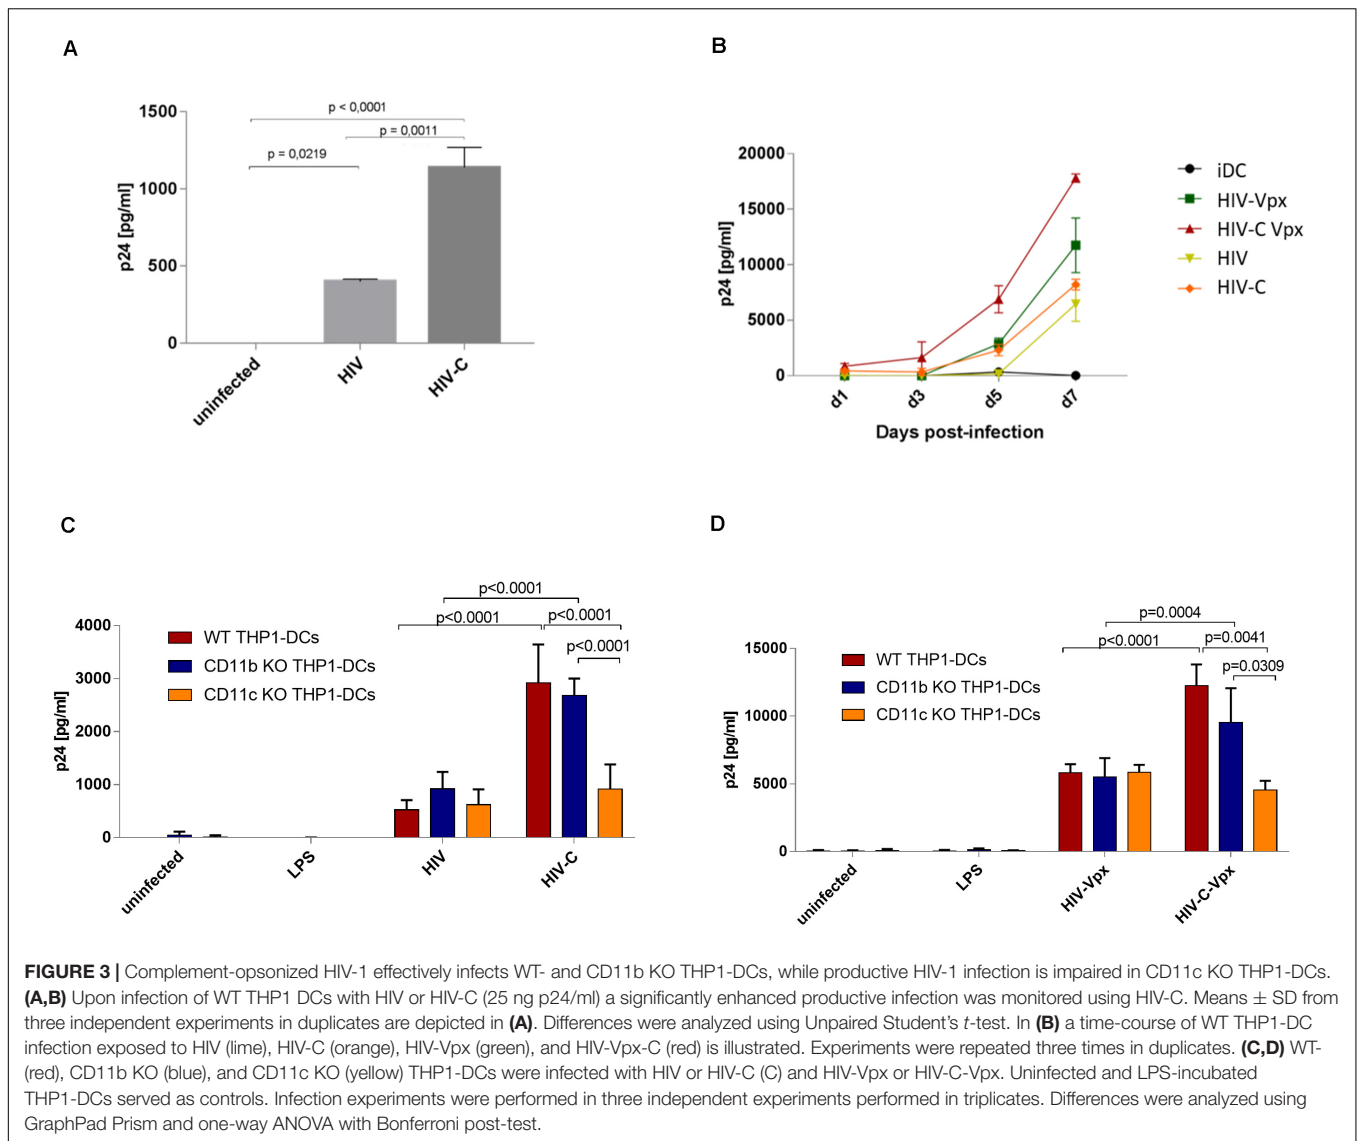 A
p < 0,0001
p = 0,0011
p = 0,0219
1500
1000
500
0
p24 [pg/ml]
uninfected
HIV
HIV-C
B
20000
15000
10000
5000
0
p24 [pg/ml]
d1
d3
d5
d7
Days post-infection
iDC
HIV-Vpx
HIV-C Vpx
HIV
HIV-C
C
p<0.0001
p<0.0001
p<0.0001
p<0.0001
4000
3000
2000
1000
0
p24 [pg/ml]
WT THP1-DCs
CD11b KO THP1-DCs
CD11c KO THP1-DCs
uninfected
LPS
HIV
HIV-C
D
p=0.0004
p<0.0001
p=0.0041
p=0.0309
15000
10000
5000
0
p24 [pg/ml]
WT THP1-DCs
CD11b KO THP1-DCs
CD11c KO THP1-DCs
uninfected
LPS
HIV-Vpx
HIV-C-Vpx
FIGURE 3 | Complement-opsonized HIV-1 effectively infects WT- and CD11b KO THP1-DCs, while productive HIV-1 infection is impaired in CD11c KO THP1-DCs.
(A,B) Upon infection of WT THP1 DCs with HIV or HIV-C (25 ng p24/ml) a significantly enhanced productive infection was monitored using HIV-C. Means ± SD from
three independent experiments in duplicates are depicted in (A). Differences were analyzed using Unpaired Student's t-test. In (B) a time-course of WT THP1-DC
infection exposed to HIV (lime), HIV-C (orange), HIV-Vpx (green), and HIV-Vpx-C (red) is illustrated. Experiments were repeated three times in duplicates. (C,D) WT-
(red), CD11b KO (blue), and CD11c KO (yellow) THP1-DCs were infected with HIV or HIV-C (C) and HIV-Vpx or HIV-C-Vpx. Uninfected and LPS-incubated
THP1-DCs served as controls. Infection experiments were performed in three independent experiments performed in triplicates. Differences were analyzed using
GraphPad Prism and one-way ANOVA with Bonferroni post-test.